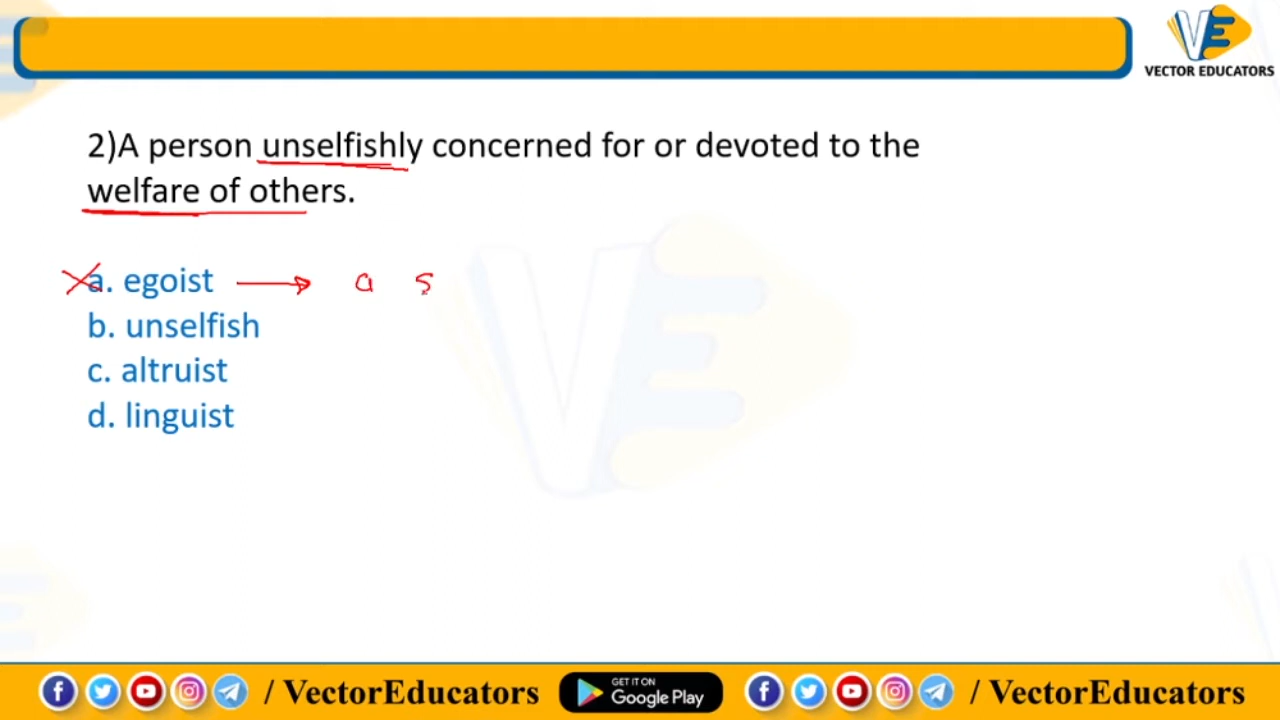 VE
VECTOR EDUCATORS
2)A person unselfishly concerned for or devoted to the
welfare of others.
a. egoist → a s
b. unselfish
c. altruist
d. linguist
/ VectorEducators GET IT ON Google Play / VectorEducators